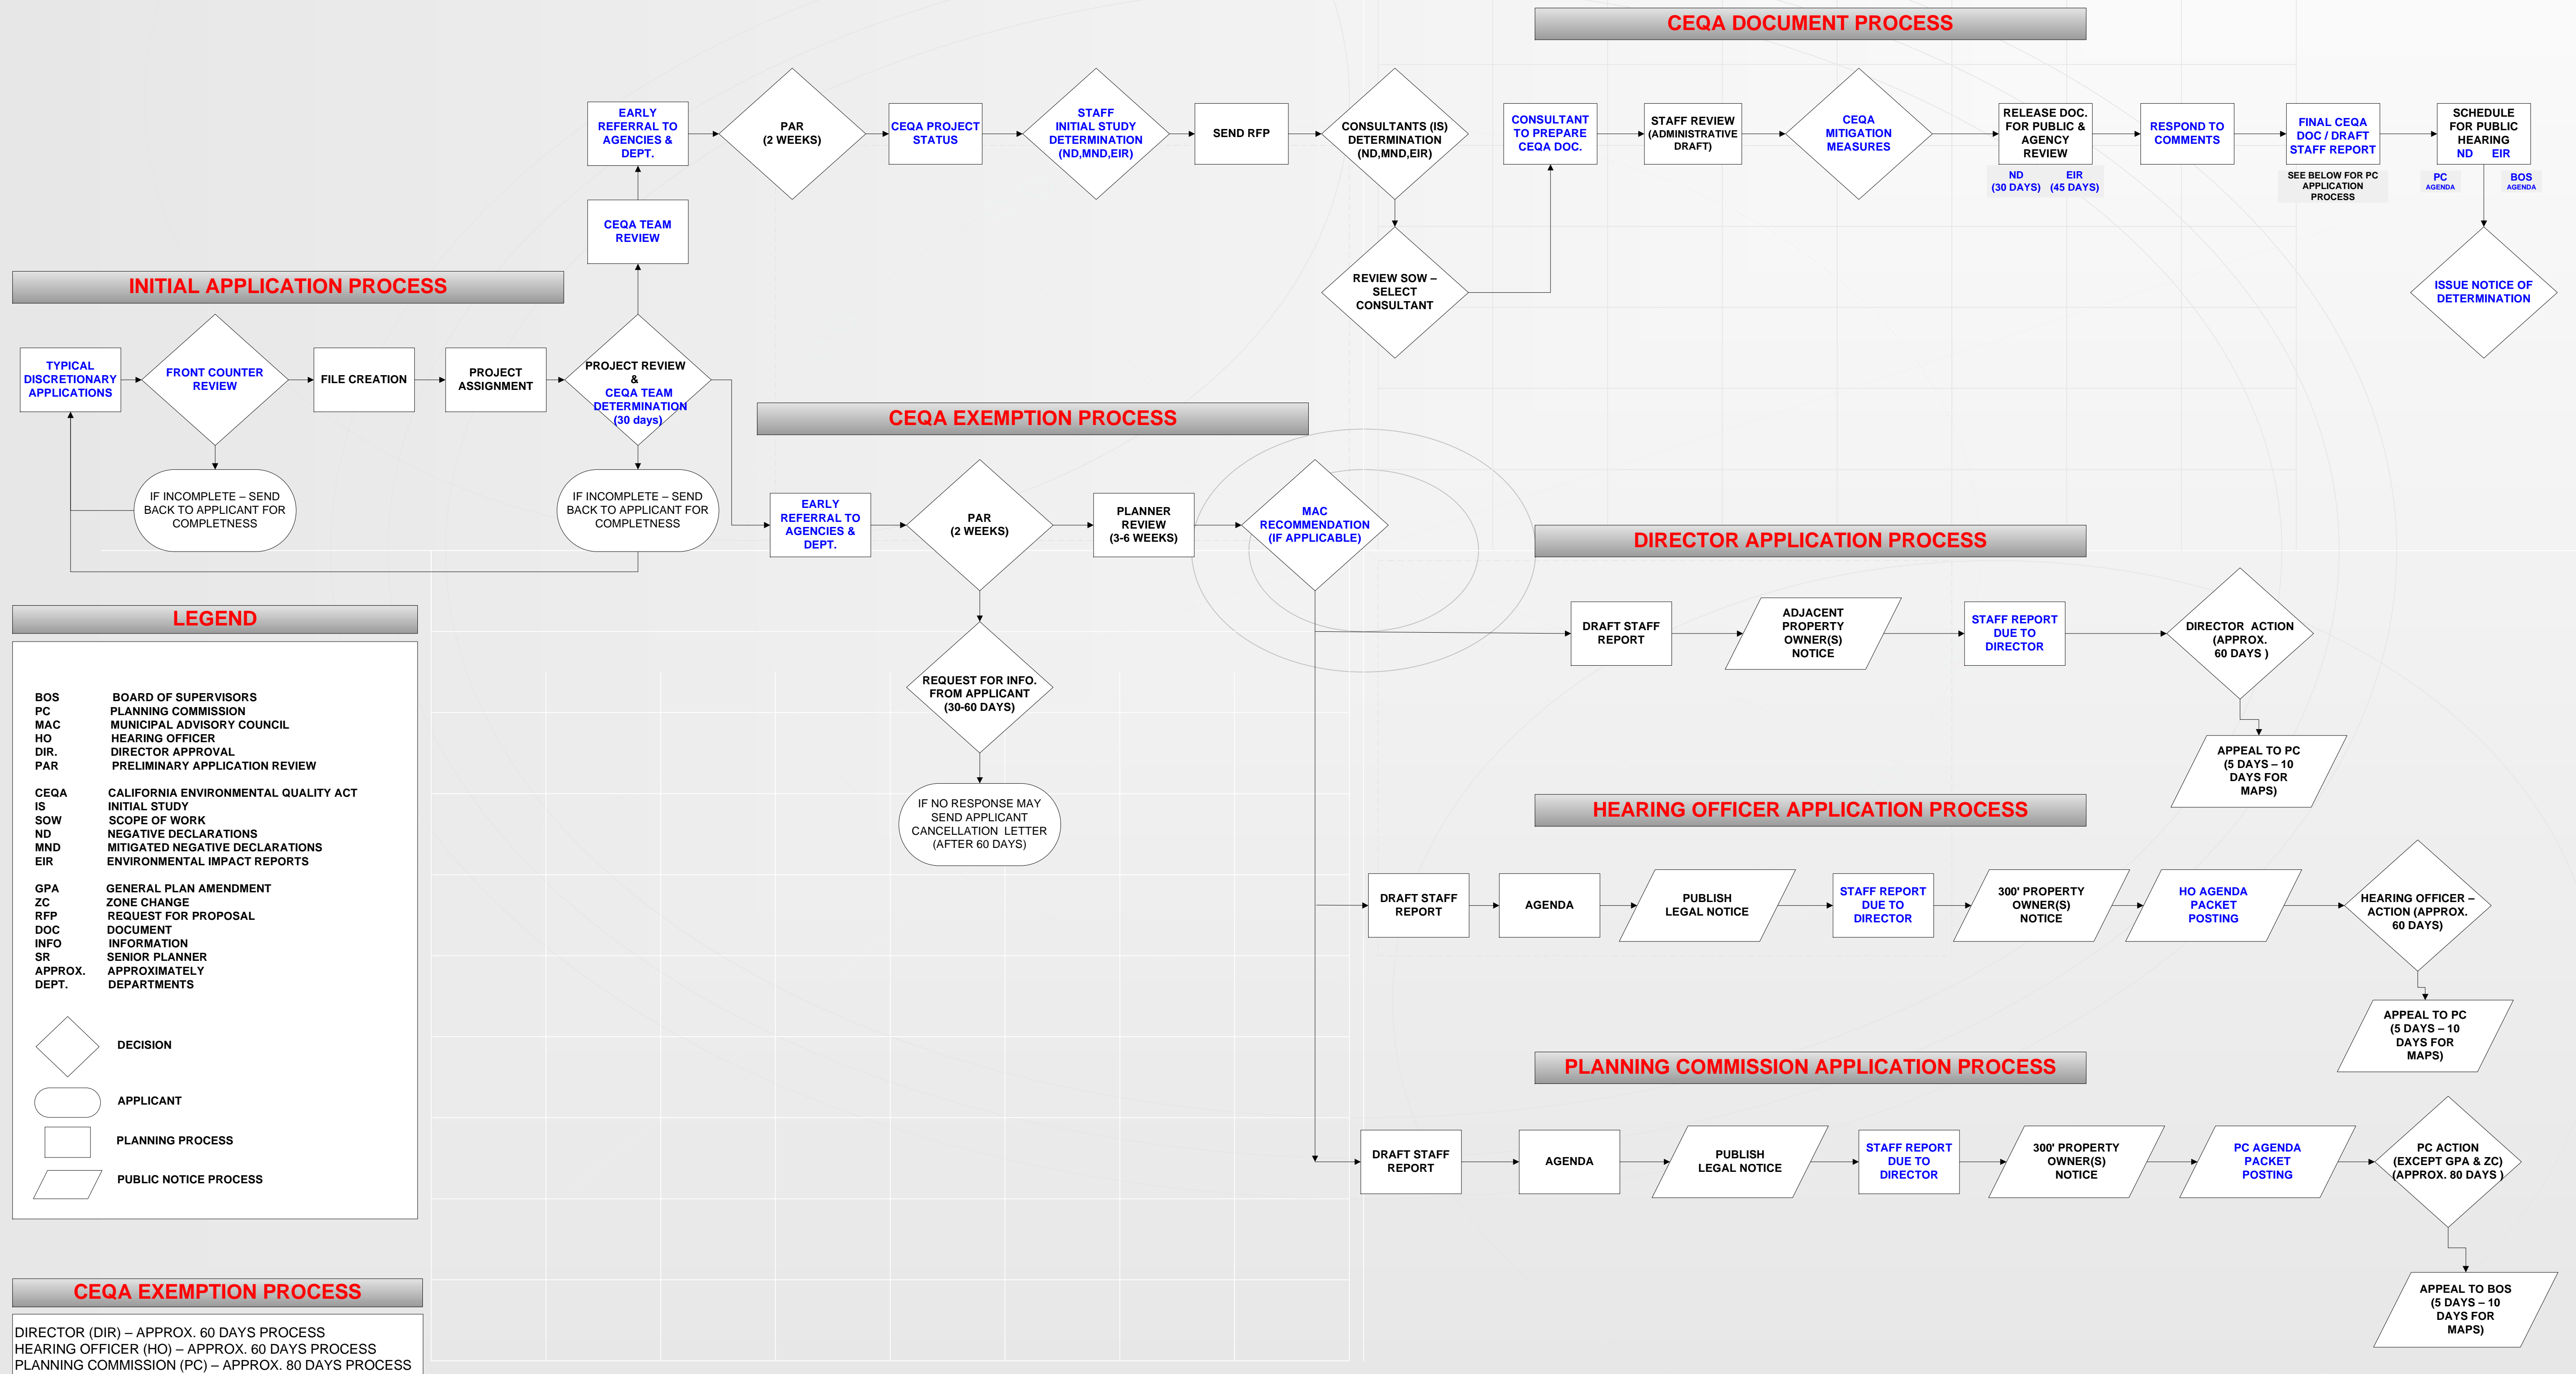 CEQA DOCUMENT PROCESS
EARLY
REFERRAL TO
AGENCIES &
DEPT.
PAR
(2 WEEKS)
CEQA PROJECT
STATUS
STAFF
INITIAL STUDY
DETERMINATION
(ND,MND,EIR)
SEND RFP
CONSULTANTS (IS)
DETERMINATION
(ND,MND,EIR)
CONSULTANT
TO PREPARE
CEQA DOC.
STAFF REVIEW
(ADMINISTRATIVE
DRAFT)
CEQA
MITIGATION
MEASURES
RELEASE DOC.
FOR PUBLIC &
AGENCY
REVIEW
ND EIR
(30 DAYS) (45 DAYS)
RESPOND TO
COMMENTS
FINAL CEQA
DOC / DRAFT
STAFF REPORT
SEE BELOW FOR PC
APPLICATION
PROCESS
SCHEDULE
FOR PUBLIC
HEARING
ND EIR
PC
AGENDA
BOS
AGENDA
CEQA TEAM
REVIEW
REVIEW SOW –
SELECT
CONSULTANT
ISSUE NOTICE OF
DETERMINATION
INITIAL APPLICATION PROCESS
TYPICAL
DISCRETIONARY
APPLICATIONS
FRONT COUNTER
REVIEW
FILE CREATION
PROJECT
ASSIGNMENT
PROJECT REVIEW
&
CEQA TEAM
DETERMINATION
(30 days)
IF INCOMPLETE – SEND
BACK TO APPLICANT FOR
COMPLETNESS
IF INCOMPLETE – SEND
BACK TO APPLICANT FOR
COMPLETNESS
CEQA EXEMPTION PROCESS
EARLY
REFERRAL TO
AGENCIES &
DEPT.
PAR
(2 WEEKS)
PLANNER
REVIEW
(3-6 WEEKS)
MAC
RECOMMENDATION
(IF APPLICABLE)
REQUEST FOR INFO.
FROM APPLICANT
(30-60 DAYS)
IF NO RESPONSE MAY
SEND APPLICANT
CANCELLATION LETTER
(AFTER 60 DAYS)
DIRECTOR APPLICATION PROCESS
DRAFT STAFF
REPORT
ADJACENT
PROPERTY
OWNER(S)
NOTICE
STAFF REPORT
DUE TO
DIRECTOR
DIRECTOR ACTION
(APPROX.
60 DAYS )
APPEAL TO PC
(5 DAYS – 10
DAYS FOR
MAPS)
HEARING OFFICER APPLICATION PROCESS
DRAFT STAFF
REPORT
AGENDA
PUBLISH
LEGAL NOTICE
STAFF REPORT
DUE TO
DIRECTOR
300' PROPERTY
OWNER(S)
NOTICE
HO AGENDA
PACKET
POSTING
HEARING OFFICER –
ACTION (APPROX.
60 DAYS)
APPEAL TO PC
(5 DAYS – 10
DAYS FOR
MAPS)
PLANNING COMMISSION APPLICATION PROCESS
DRAFT STAFF
REPORT
AGENDA
PUBLISH
LEGAL NOTICE
STAFF REPORT
DUE TO
DIRECTOR
300' PROPERTY
OWNER(S)
NOTICE
PC AGENDA
PACKET
POSTING
PC ACTION
(EXCEPT GPA & ZC)
(APPROX. 80 DAYS )
APPEAL TO BOS
(5 DAYS – 10
DAYS FOR
MAPS)
LEGEND
BOS BOARD OF SUPERVISORS
PC PLANNING COMMISSION
MAC MUNICIPAL ADVISORY COUNCIL
HO HEARING OFFICER
DIR. DIRECTOR APPROVAL
PAR PRELIMINARY APPLICATION REVIEW
CEQA CALIFORNIA ENVIRONMENTAL QUALITY ACT
IS INITIAL STUDY
SOW SCOPE OF WORK
ND NEGATIVE DECLARATIONS
MND MITIGATED NEGATIVE DECLARATIONS
EIR ENVIRONMENTAL IMPACT REPORTS
GPA GENERAL PLAN AMENDMENT
ZC ZONE CHANGE
RFP REQUEST FOR PROPOSAL
DOC DOCUMENT
INFO INFORMATION
SR SENIOR PLANNER
APPROX. APPROXIMATELY
DEPT. DEPARTMENTS
DECISION
APPLICANT
PLANNING PROCESS
PUBLIC NOTICE PROCESS
CEQA EXEMPTION PROCESS
DIRECTOR (DIR) – APPROX. 60 DAYS PROCESS
HEARING OFFICER (HO) – APPROX. 60 DAYS PROCESS
PLANNING COMMISSION (PC) – APPROX. 80 DAYS PROCESS